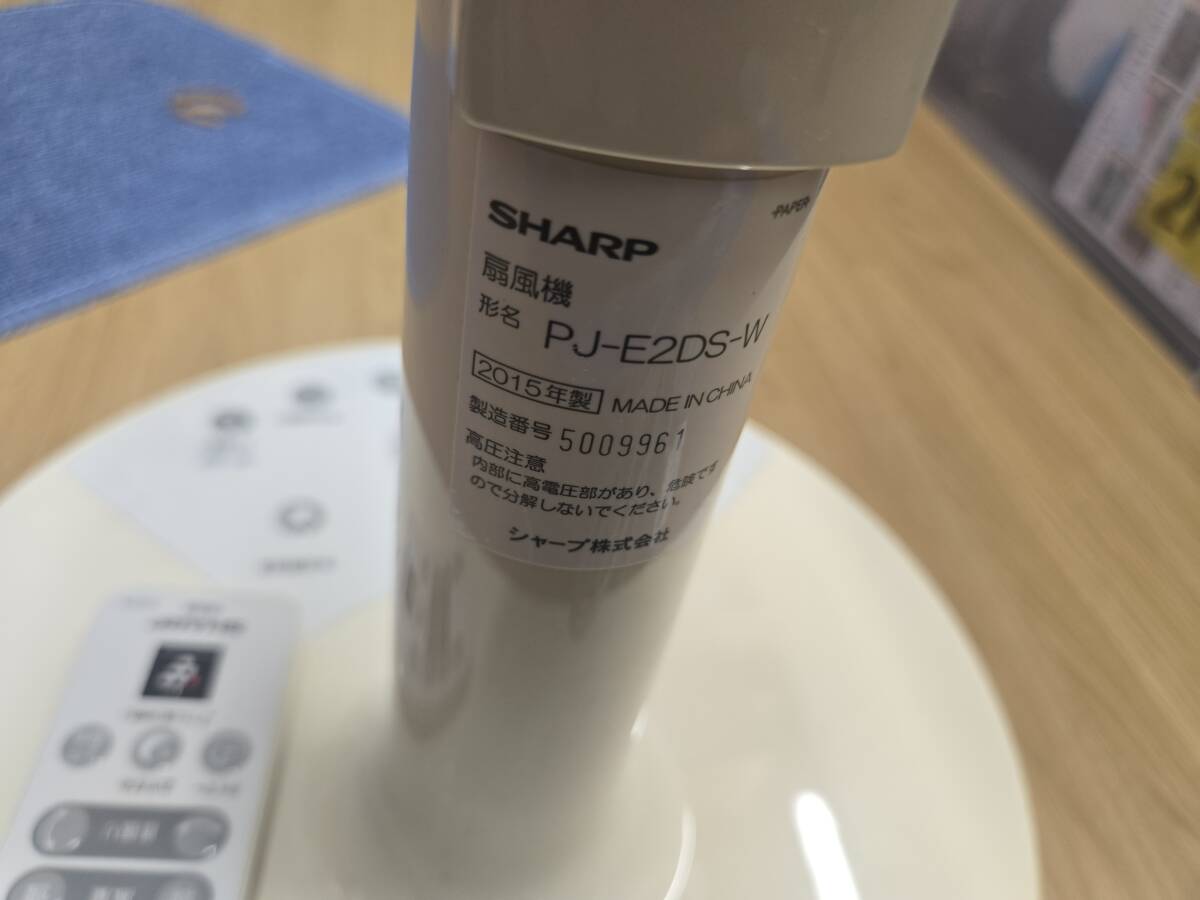 SHARP
-PAPER-
扇風機
形名 PJ-E2DS-W
2015年製 MADE IN CHINA
製造番号 5009961
高圧注意
内部に高電圧部があり、危険です
ので分解しないでください。
シャープ株式会社